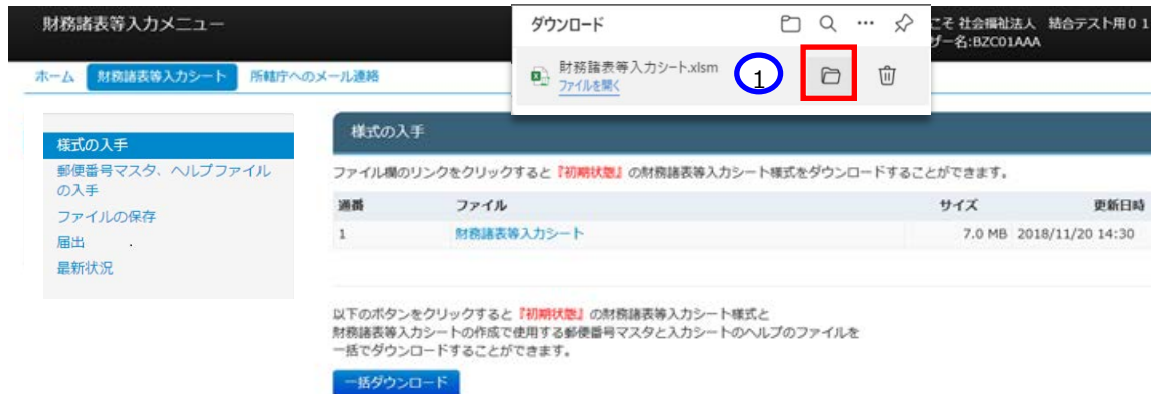 財務諸表等入力メニュー
ダウンロード
こそ 社会福祉法人 結合テスト用01
ザー名:BZC01AAA
財務諸表等入力シート.xlsm
ファイルを開く
1
ホーム 財務諸表等入力シート 所轄庁へのメール連絡
様式の入手
郵便番号マスタ、ヘルプファイル
の入手
ファイルの保存
届出 .
最新状況
様式の入手
ファイル欄のリンクをクリックすると『初期状態』の財務諸表等入力シート様式をダウンロードすることができます。
通番 ファイル サイズ 更新日時
1 財務諸表等入力シート 7.0 MB 2018/11/20 14:30
以下のボタンをクリックすると『初期状態』の財務諸表等入力シート様式と
財務諸表等入力シートの作成で使用する郵便番号マスタと入力シートのヘルプのファイルを
一括でダウンロードすることができます。
一括ダウンロード